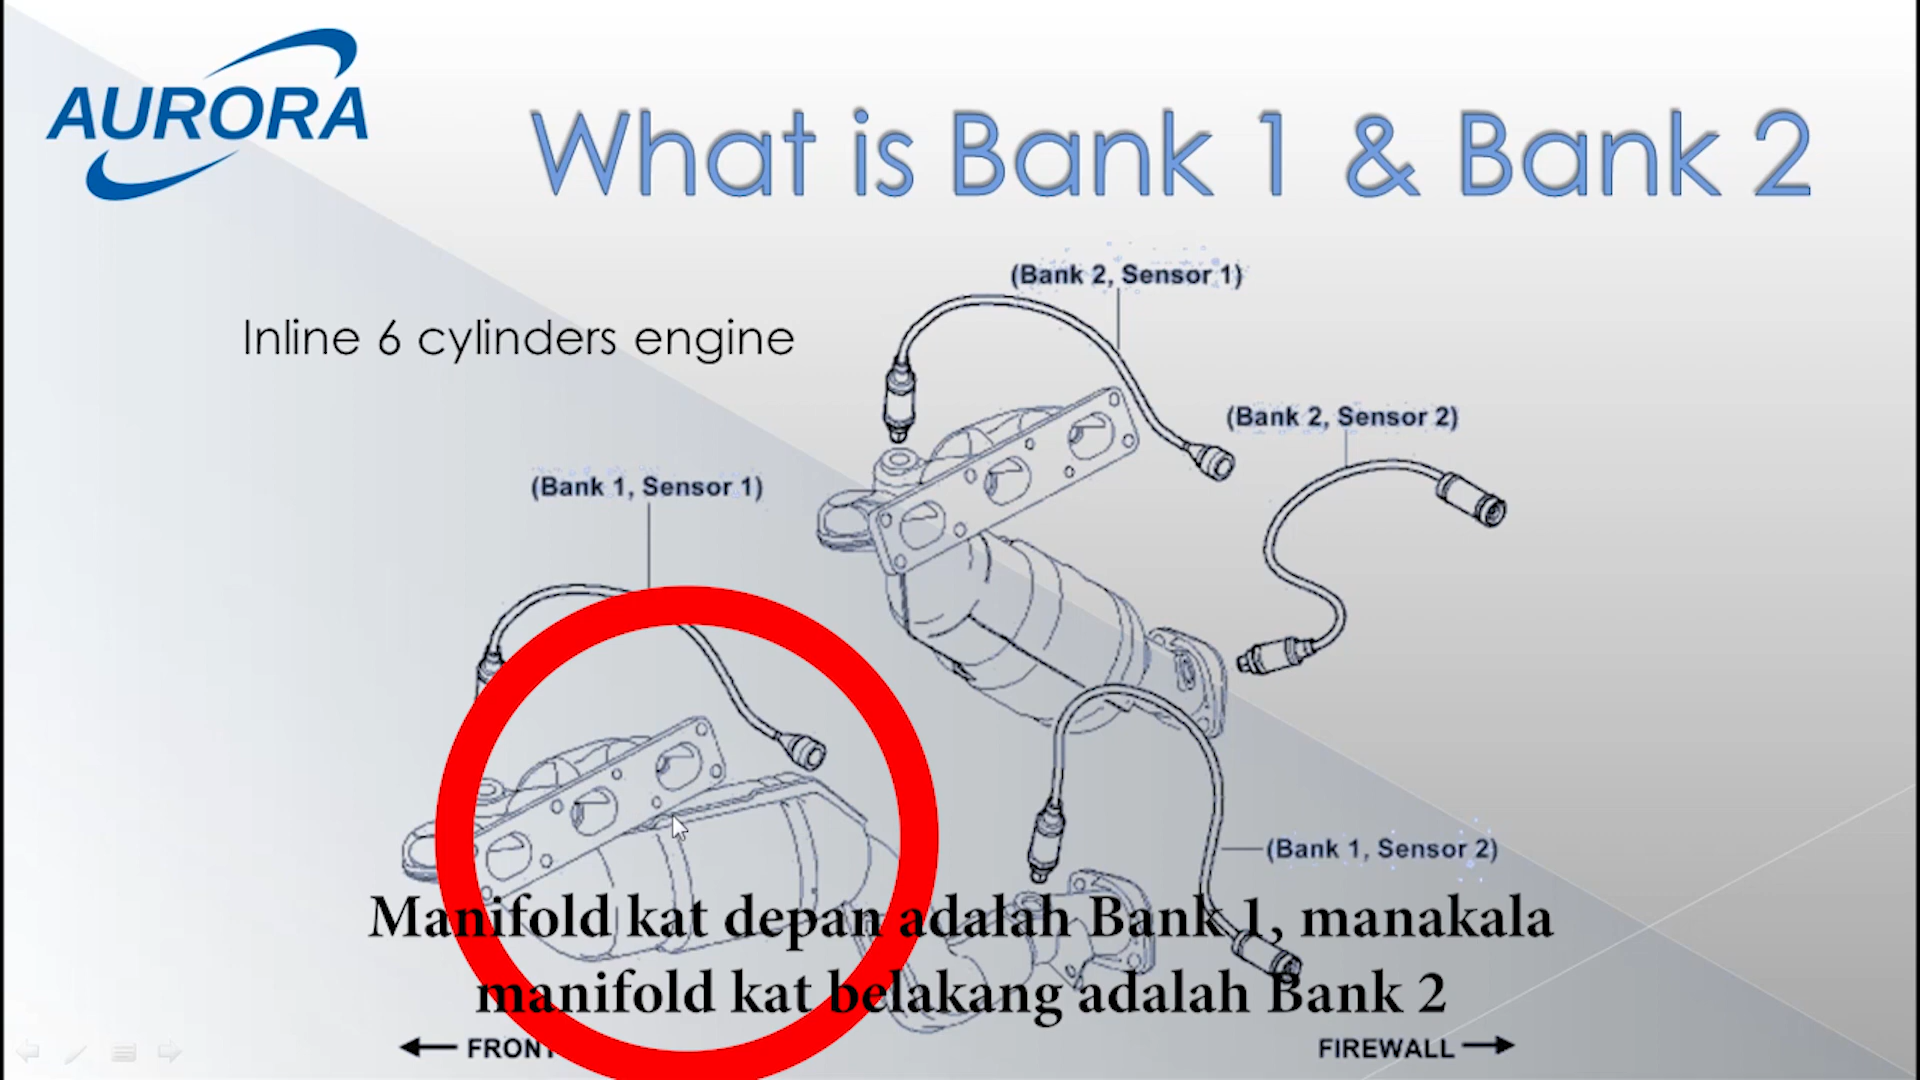 AURORA
What is Bank 1 & Bank 2
Inline 6 cylinders engine
(Bank 2, Sensor 1)
(Bank 2, Sensor 2)
(Bank 1, Sensor 1)
(Bank 1, Sensor 2)
Manifold kat depan adalah Bank 1, manakala
manifold kat belakang adalah Bank 2
FRONT
FIREWALL